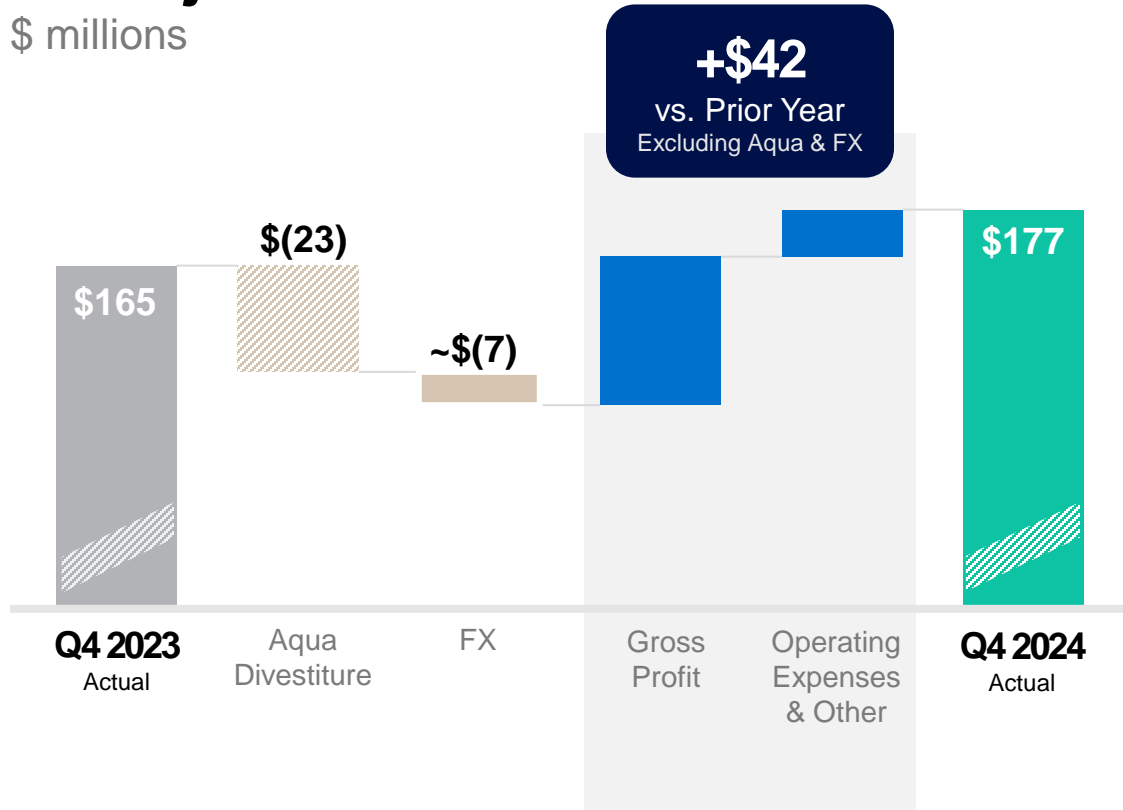 $ millions
+$42
vs. Prior Year
Excluding Aqua & FX
$165
$(23)
~$(7)
$177
Q4 2023
Actual
Aqua
Divestiture
FX
Gross
Profit
Operating
Expenses
& Other
Q4 2024
Actual